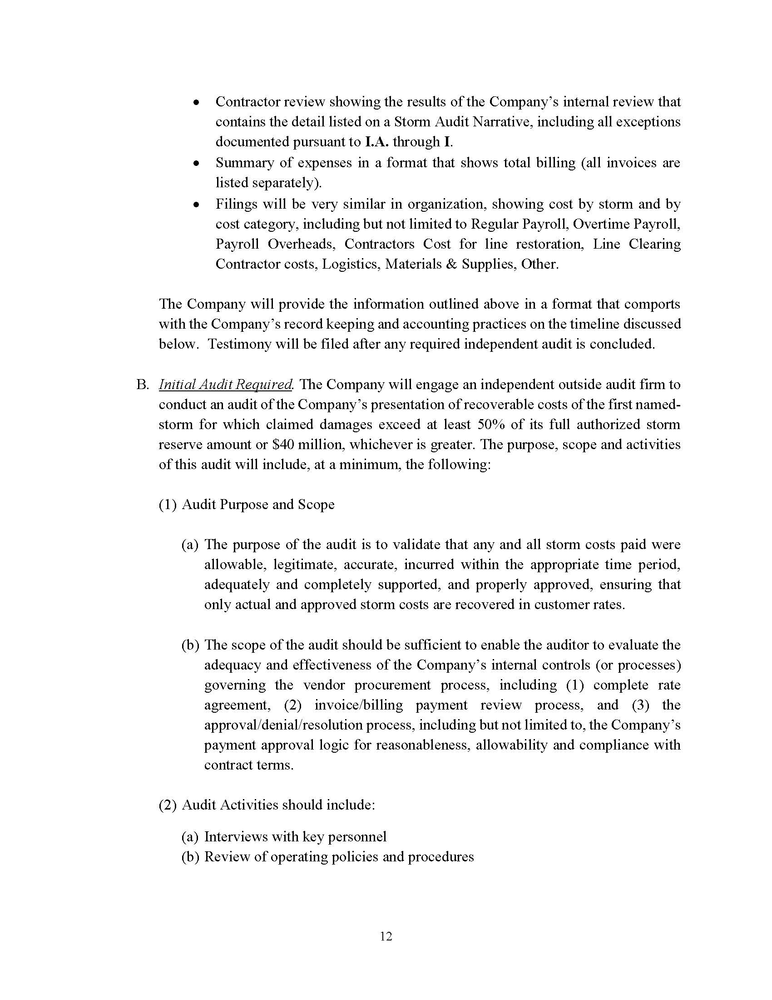 • Contractor review showing the results of the Company’s internal review that
contains the detail listed on a Storm Audit Narrative, including all exceptions
documented pursuant to I.A. through I.
• Summary of expenses in a format that shows total billing (all invoices are
listed separately).
• Filings will be very similar in organization, showing cost by storm and by
cost category, including but not limited to Regular Payroll, Overtime Payroll,
Payroll Overheads, Contractors Cost for line restoration, Line Clearing
Contractor costs, Logistics, Materials & Supplies, Other.
The Company will provide the information outlined above in a format that comports
with the Company’s record keeping and accounting practices on the timeline discussed
below. Testimony will be filed after any required independent audit is concluded.
B. Initial Audit Required. The Company will engage an independent outside audit firm to
conduct an audit of the Company’s presentation of recoverable costs of the first named-
storm for which claimed damages exceed at least 50% of its full authorized storm
reserve amount or $40 million, whichever is greater. The purpose, scope and activities
of this audit will include, at a minimum, the following:
(1) Audit Purpose and Scope
(a) The purpose of the audit is to validate that any and all storm costs paid were
allowable, legitimate, accurate, incurred within the appropriate time period,
adequately and completely supported, and properly approved, ensuring that
only actual and approved storm costs are recovered in customer rates.
(b) The scope of the audit should be sufficient to enable the auditor to evaluate the
adequacy and effectiveness of the Company’s internal controls (or processes)
governing the vendor procurement process, including (1) complete rate
agreement, (2) invoice/billing payment review process, and (3) the
approval/denial/resolution process, including but not limited to, the Company’s
payment approval logic for reasonableness, allowability and compliance with
contract terms.
(2) Audit Activities should include:
(a) Interviews with key personnel
(b) Review of operating policies and procedures
12